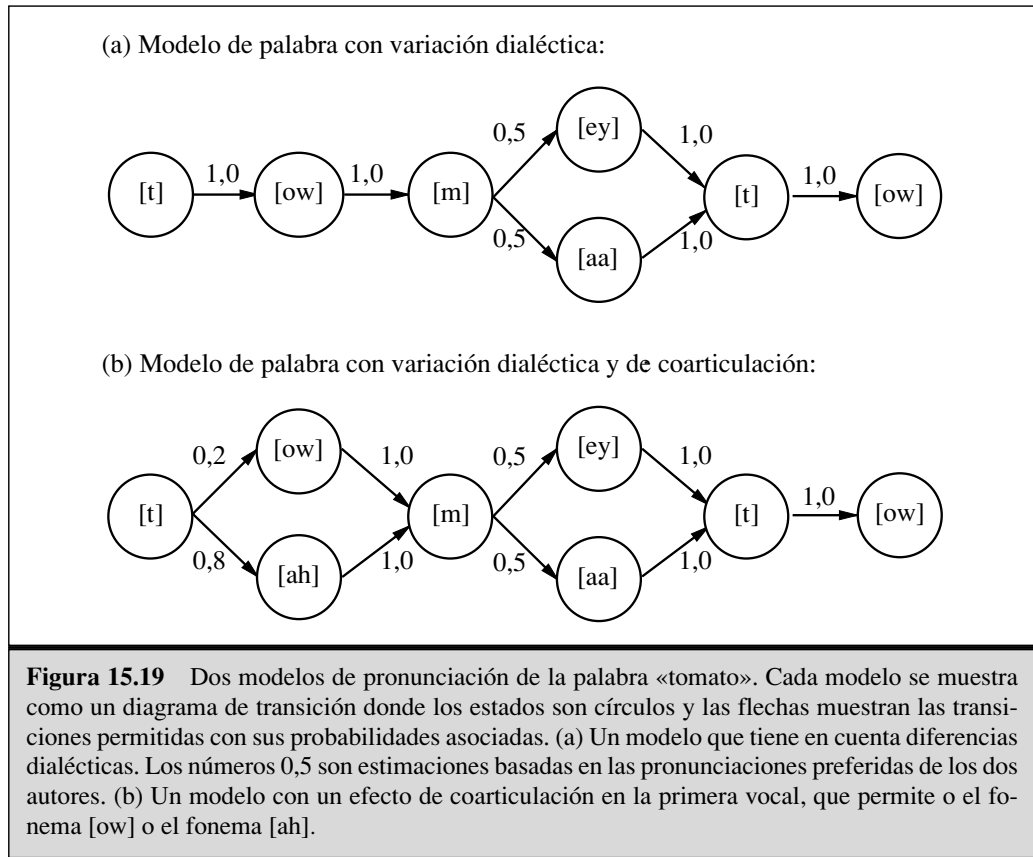 (a) Modelo de palabra con variación dialéctica:
[ey]
0,5 1,0
[t] 1,0 [ow] 1,0 [m] [t] 1,0 [ow]
0,5 1,0
[aa]
(b) Modelo de palabra con variación dialéctica y de coarticulación:
[ow] [ey]
0,2 1,0 0,5 1,0
[t] [m] [t] 1,0 [ow]
0,8 1,0 0,5 1,0
[ah] [aa]
Figura 15.19 Dos modelos de pronunciación de la palabra «tomato». Cada modelo se muestra
como un diagrama de transición donde los estados son círculos y las flechas muestran las transi-
ciones permitidas con sus probabilidades asociadas. (a) Un modelo que tiene en cuenta diferencias
dialécticas. Los números 0,5 son estimaciones basadas en las pronunciaciones preferidas de los dos
autores. (b) Un modelo con un efecto de coarticulación en la primera vocal, que permite o el fo-
nema [ow] o el fonema [ah].